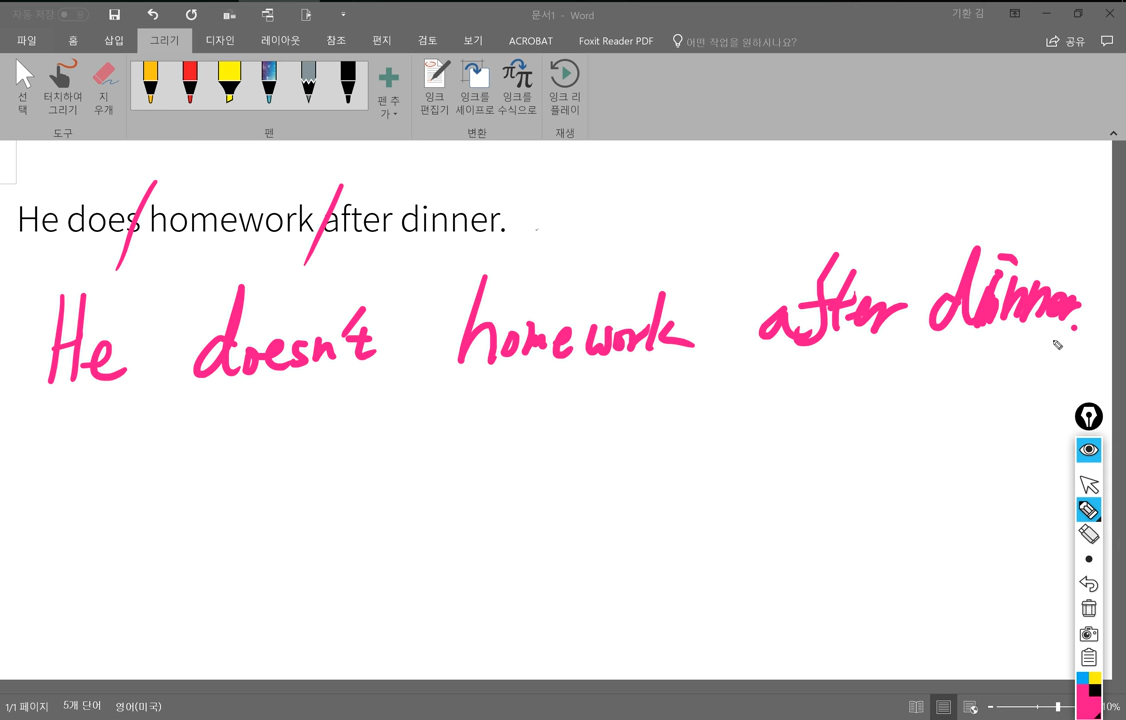 자동 저장
문서1 - Word
기환 김
파일 홈 삽입 그리기 디자인 레이아웃 참조 편지 검토 보기 ACROBAT Foxit Reader PDF 어떤 작업을 원하시나요? 공유
선택
터치하여 그리기
지우개
펜 추가
잉크 편집기
잉크를 셰이프로
잉크를 수식으로
잉크 리플레이
도구 펜 변환 재생
He does homework after dinner.
He doesn't homework after dinner.
1/1 페이지 5개 단어 영어(미국)